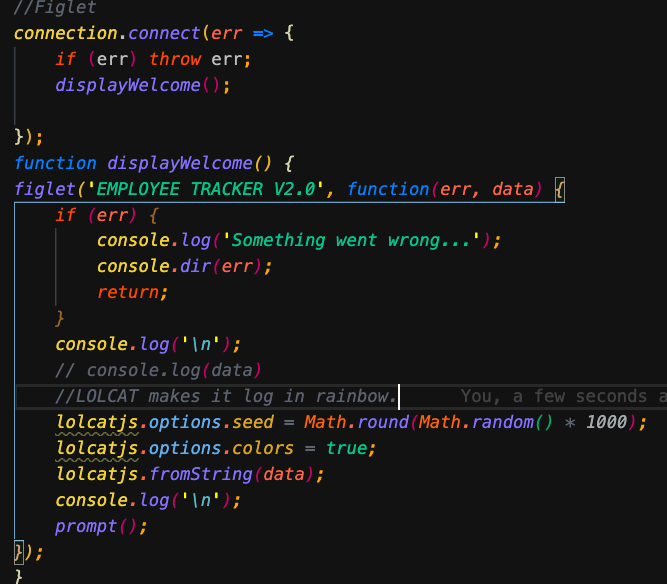 //Figlet
connection.connect(err => {
    if (err) throw err;
    displayWelcome();

});
function displayWelcome() {
figlet('EMPLOYEE TRACKER V2.0', function(err, data) {
    if (err) {
        console.log('Something went wrong...');
        console.dir(err);
        return;
    }
    console.log('\n');
    // console.log(data)
    //LOLCAT makes it log in rainbow. You, a few seconds a
    lolcatjs.options.seed = Math.round(Math.random() * 1000);
    lolcatjs.options.colors = true;
    lolcatjs.fromString(data);
    console.log('\n');
    prompt();
});
}